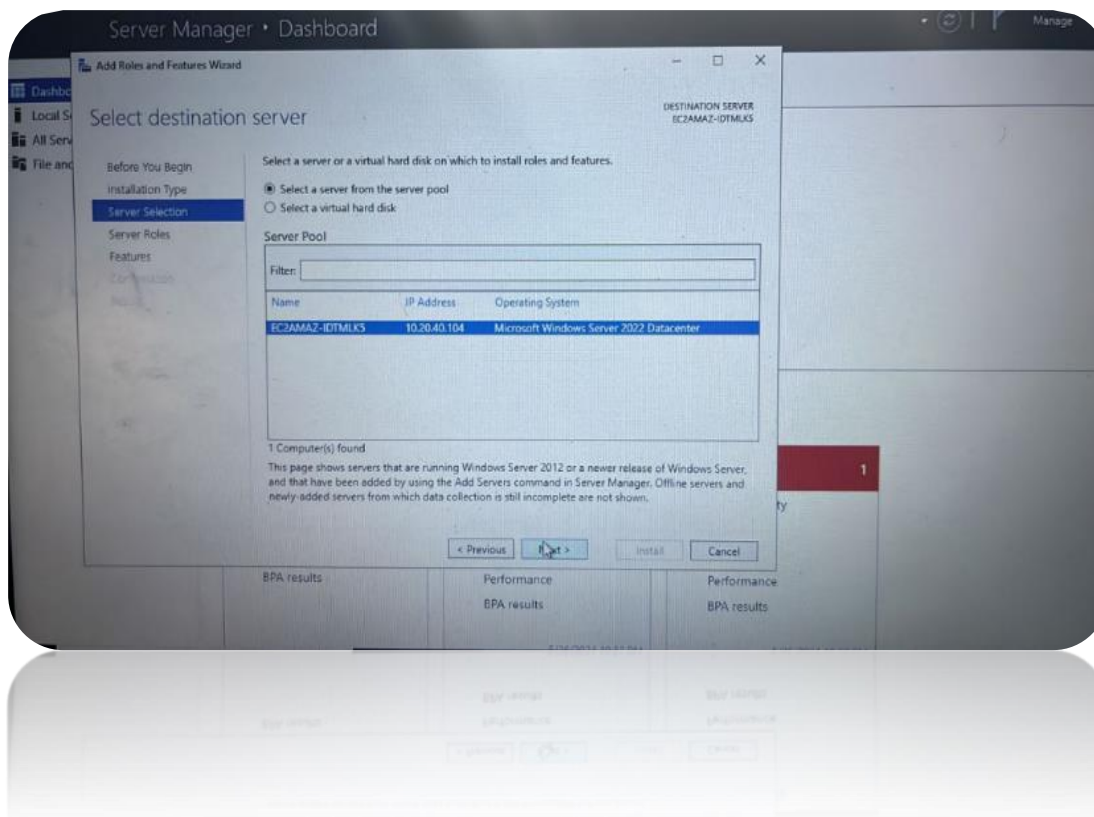 Server Manager • Dashboard
Manage
Add Roles and Features Wizard
Select destination server
DESTINATION SERVER
EC2AMAZ-IDTMLKS
Dashbo
Local S
All Serv
File and
Before You Begin
Installation Type
Server Selection
Server Roles
Features
Confirmation
Select a server or a virtual hard disk on which to install roles and features.
Select a server from the server pool
Select a virtual hard disk
Server Pool
Filter:
Name IP Address Operating System
EC2AMAZ-IDTMLKS 10.20.40.104 Microsoft Windows Server 2022 Datacenter
1 Computer(s) found
This page shows servers that are running Windows Server 2012 or a newer release of Windows Server,
and that have been added by using the Add Servers command in Server Manager. Offline servers and
newly-added servers from which data collection is still incomplete are not shown.
1
ty
< Previous Next > Install Cancel
BPA results
Performance
BPA results
Performance
BPA results